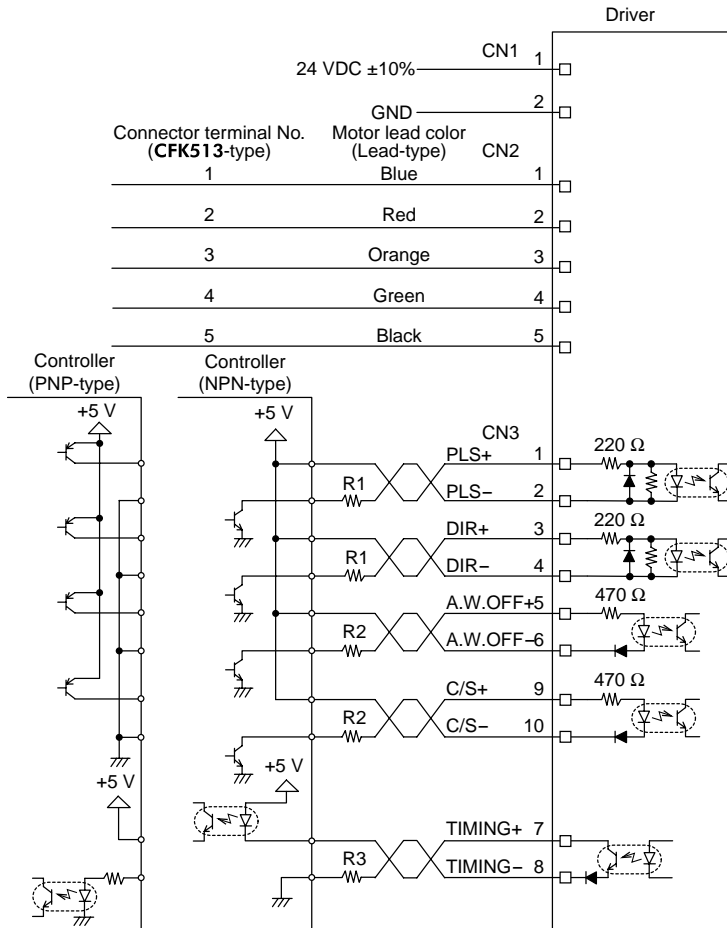 Driver
CN1
24 VDC ±10% 1
GND 2
Connector terminal No.
(CFK513-type)
Motor lead color
(Lead-type)
CN2
1 Blue 1
2 Red 2
3 Orange 3
4 Green 4
5 Black 5
Controller
(PNP-type)
Controller
(NPN-type)
+5 V
+5 V
CN3
PLS+ 1 220 Ω
R1 PLS− 2
DIR+ 3 220 Ω
R1 DIR− 4
A.W.OFF+5 470 Ω
R2 A.W.OFF−6
C/S+ 9 470 Ω
R2 C/S− 10
+5 V
+5 V
TIMING+ 7
R3 TIMING− 8